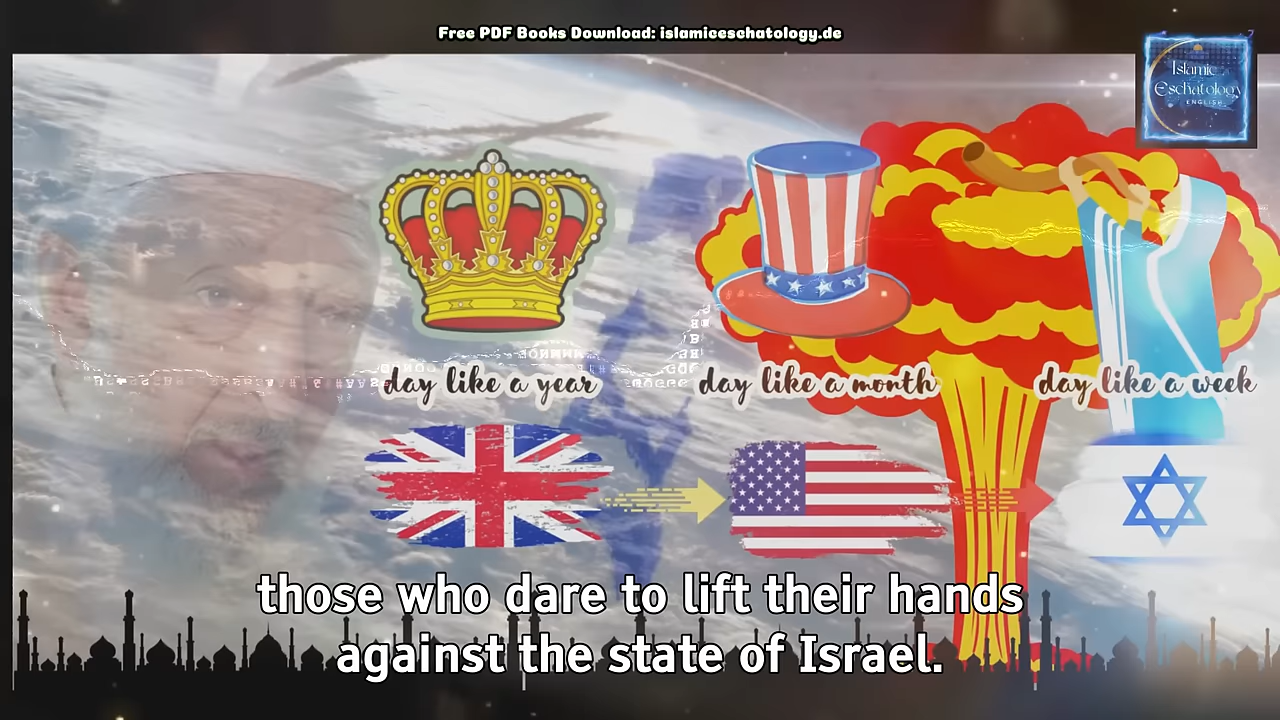 Free PDF Books Download: islamiceschatology.de
Islamic
Eschatology
ENGLISH
day like a year
day like a month
day like a week
those who dare to lift their hands
against the state of Israel.